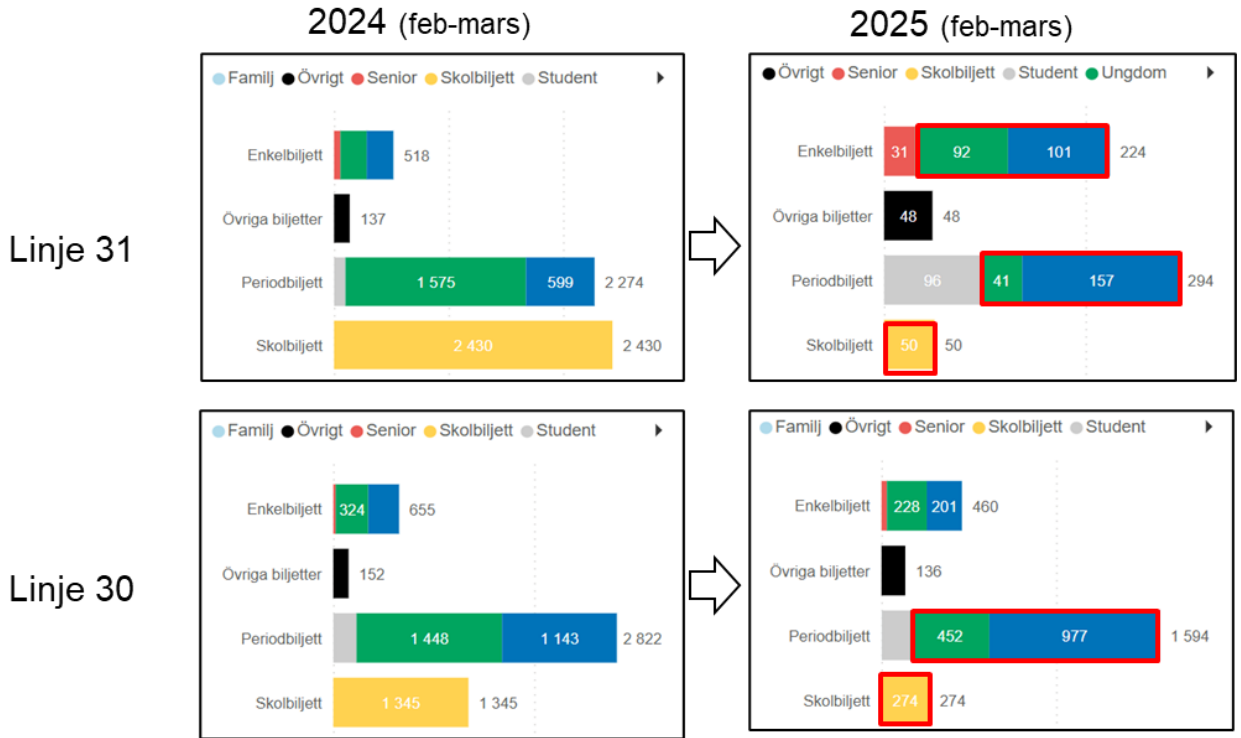 2024 (feb-mars)
2025 (feb-mars)
Linje 31
Familj Övrigt Senior Skolbiljett Student
Enkelbiljett 518
Övriga biljetter 137
Periodbiljett 1 575 599 2 274
Skolbiljett 2 430 2 430
Övrigt Senior Skolbiljett Student Ungdom
Enkelbiljett 31 92 101 224
Övriga biljetter 48 48
Periodbiljett 96 41 157 294
Skolbiljett 50 50
Linje 30
Familj Övrigt Senior Skolbiljett Student
Enkelbiljett 324 655
Övriga biljetter 152
Periodbiljett 1 448 1 143 2 822
Skolbiljett 1 345 1 345
Familj Övrigt Senior Skolbiljett Student
Enkelbiljett 228 201 460
Övriga biljetter 136
Periodbiljett 452 977 1 594
Skolbiljett 274 274